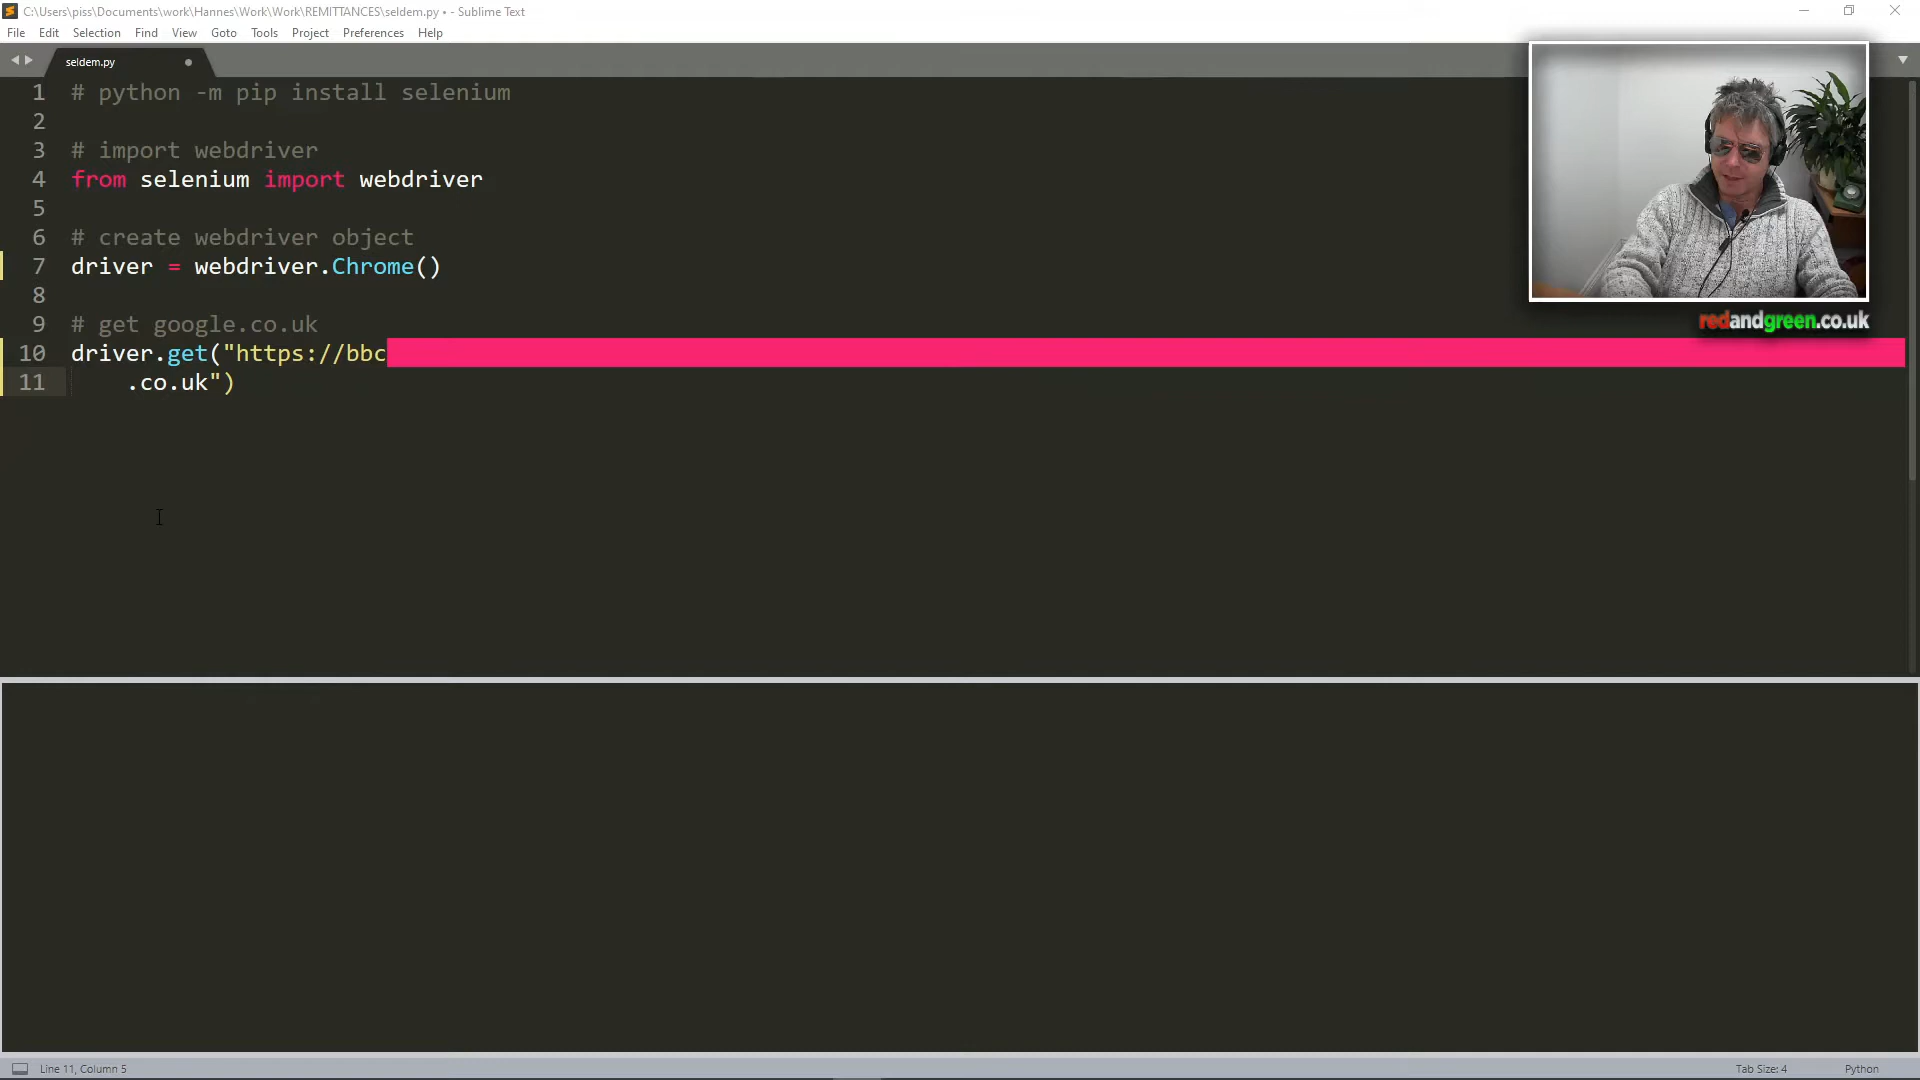 C:\Users\piss\Documents\work\Hannes\Work\Work\REMITTANCES\seldem.py • - Sublime Text
File Edit Selection Find View Goto Tools Project Preferences Help
seldem.py
1 # python -m pip install selenium
2
3 # import webdriver
4 from selenium import webdriver
5
6 # create webdriver object
7 driver = webdriver.Chrome()
8
9 # get google.co.uk
10 driver.get("https://bbc
11 .co.uk")
redandgreen.co.uk
Line 11, Column 5
Tab Size: 4
Python